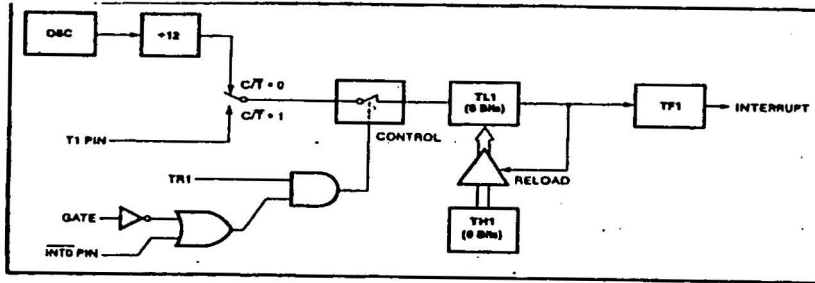 OSC
÷12
C/T̅ = 0
C/T̅ = 1
T1 PIN
CONTROL
TL1
(8 Bits)
TF1
INTERRUPT
TR1
RELOAD
GATE
I̅N̅T̅0̅ PIN
TH1
(8 Bits)